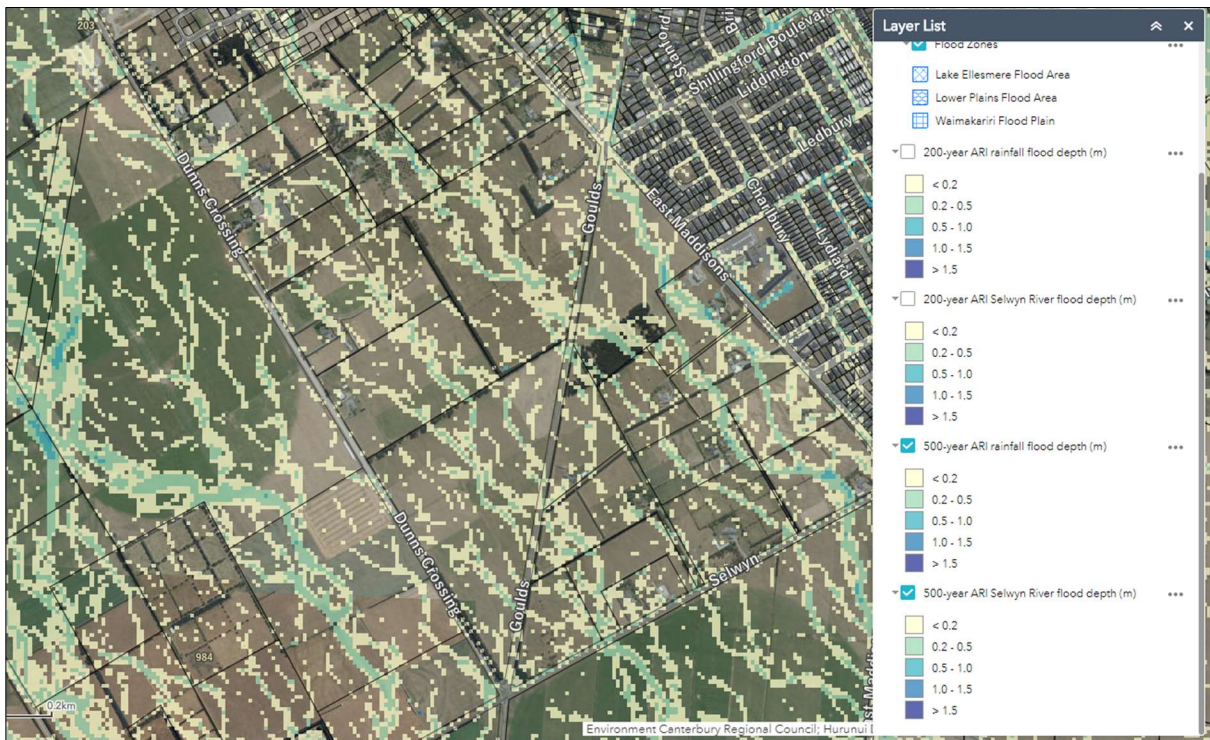 203
Dunns Crossing
Goulds
East Maddisons
Shillingford Boulevard
Liddington
Ledbury
Charlbury
Lydiard
Stanford
Bri
Dunns Crossing
Goulds
Selwyn
984
0.2km
Environment Canterbury Regional Council; Hurunui
Layer List
Flood Zones
Lake Ellesmere Flood Area
Lower Plains Flood Area
Waimakariri Flood Plain
200-year ARI rainfall flood depth (m)
< 0.2
0.2 - 0.5
0.5 - 1.0
1.0 - 1.5
> 1.5
200-year ARI Selwyn River flood depth (m)
< 0.2
0.2 - 0.5
0.5 - 1.0
1.0 - 1.5
> 1.5
500-year ARI rainfall flood depth (m)
< 0.2
0.2 - 0.5
0.5 - 1.0
1.0 - 1.5
> 1.5
500-year ARI Selwyn River flood depth (m)
< 0.2
0.2 - 0.5
0.5 - 1.0
1.0 - 1.5
> 1.5